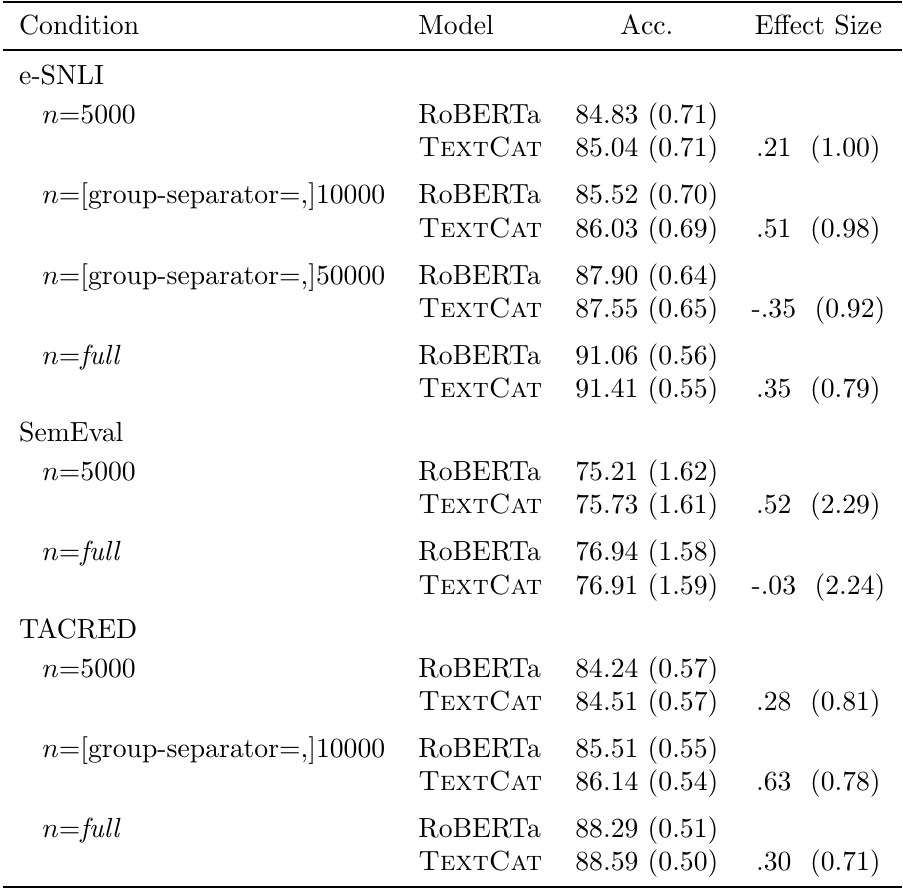 Condition Model Acc. Effect Size
e-SNLI
n=5000 RoBERTa 84.83 (0.71)
TEXTCAT 85.04 (0.71) .21 (1.00)
n=[group-separator=,]10000 RoBERTa 85.52 (0.70)
TEXTCAT 86.03 (0.69) .51 (0.98)
n=[group-separator=,]50000 RoBERTa 87.90 (0.64)
TEXTCAT 87.55 (0.65) -.35 (0.92)
n=full RoBERTa 91.06 (0.56)
TEXTCAT 91.41 (0.55) .35 (0.79)
SemEval
n=5000 RoBERTa 75.21 (1.62)
TEXTCAT 75.73 (1.61) .52 (2.29)
n=full RoBERTa 76.94 (1.58)
TEXTCAT 76.91 (1.59) -.03 (2.24)
TACRED
n=5000 RoBERTa 84.24 (0.57)
TEXTCAT 84.51 (0.57) .28 (0.81)
n=[group-separator=,]10000 RoBERTa 85.51 (0.55)
TEXTCAT 86.14 (0.54) .63 (0.78)
n=full RoBERTa 88.29 (0.51)
TEXTCAT 88.59 (0.50) .30 (0.71)